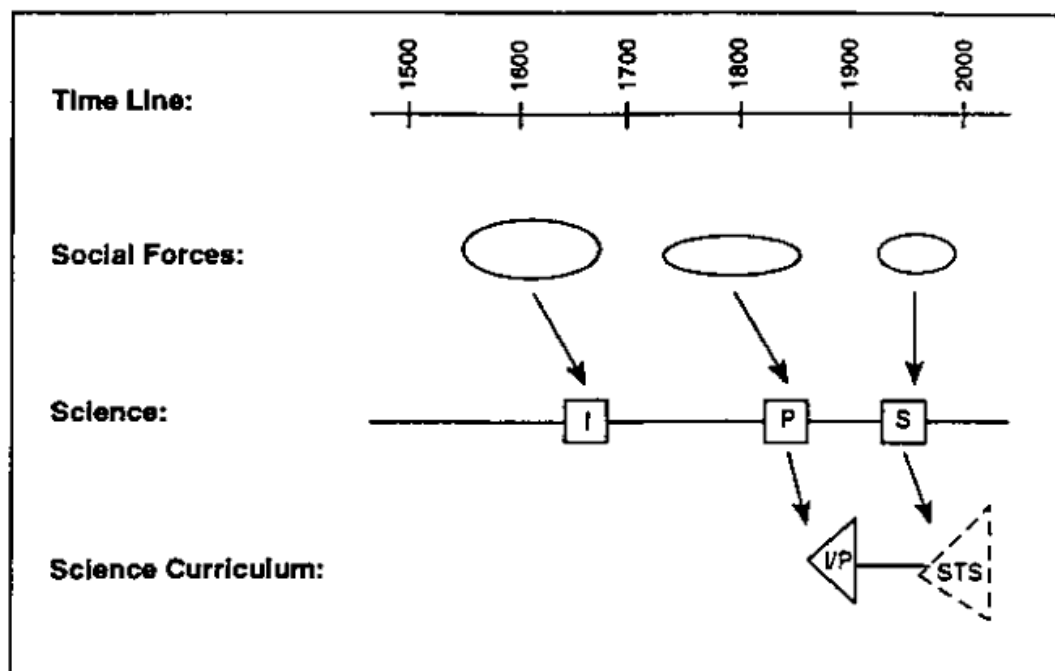 Time Line:
1500 1600 1700 1800 1900 2000
Social Forces:
Science:
I P S
Science Curriculum:
I/P STS